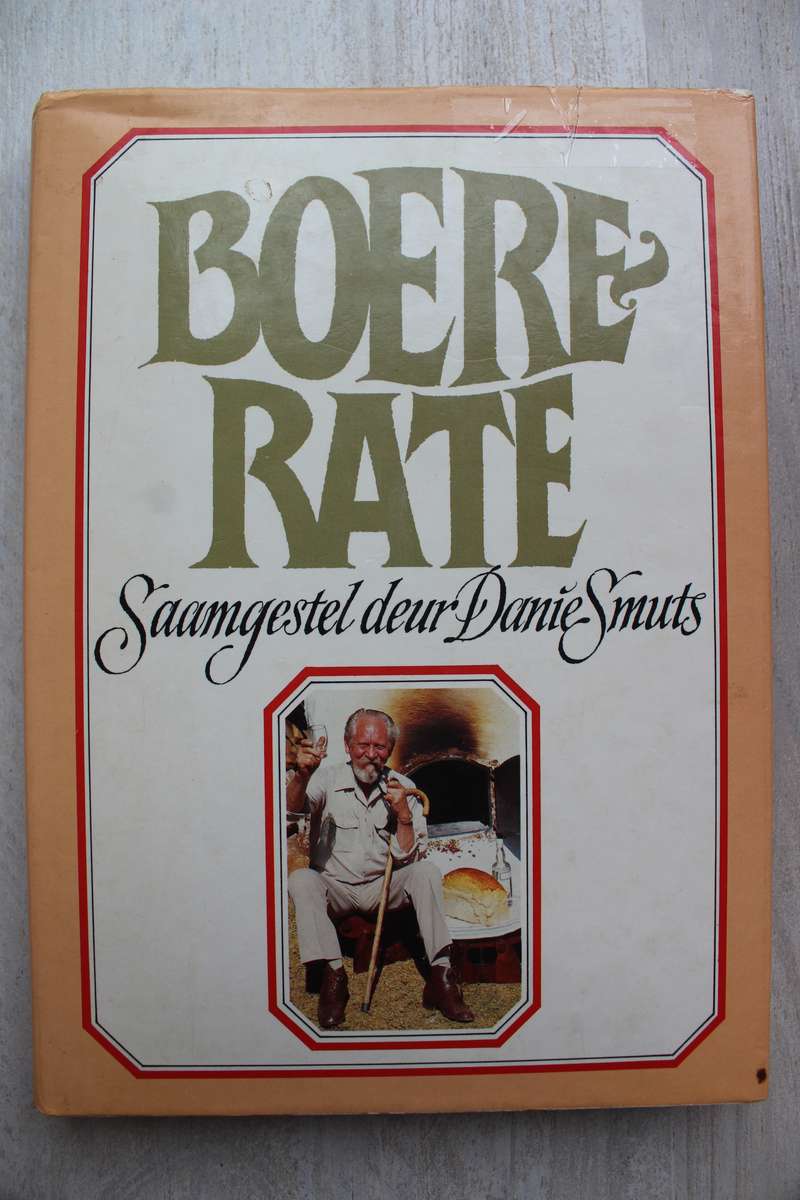 BOERE-
RATE
Saamgestel deur Danie Smuts